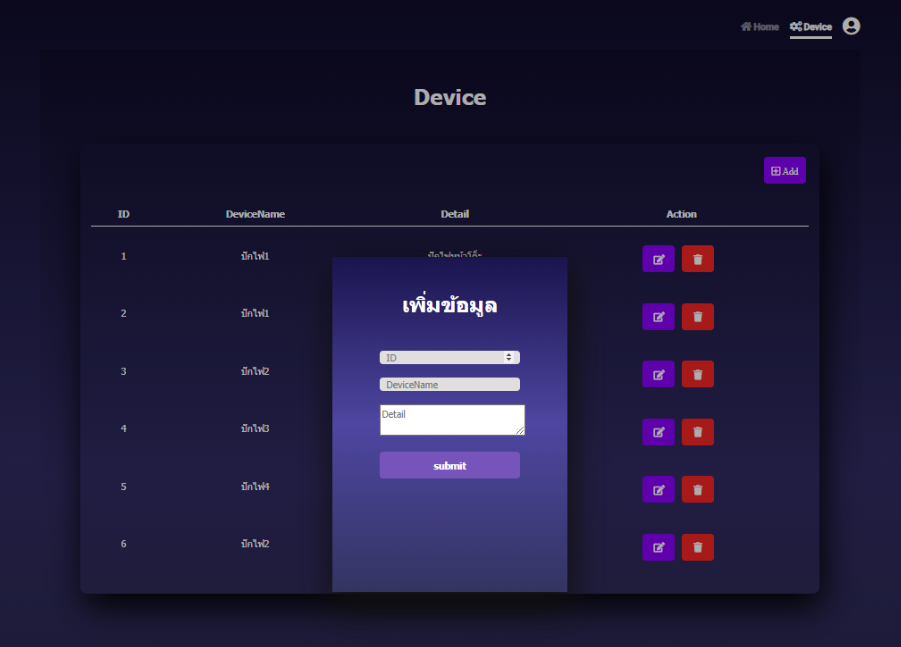 Home
Device
Device
Add
ID DeviceName Detail Action
1 ปักไฟ1
2 ปักไฟ1
3 ปักไฟ2
4 ปักไฟ3
5 ปักไฟ4
6 ปักไฟ2
เพิ่มข้อมูล
ID
DeviceName
Detail
submit